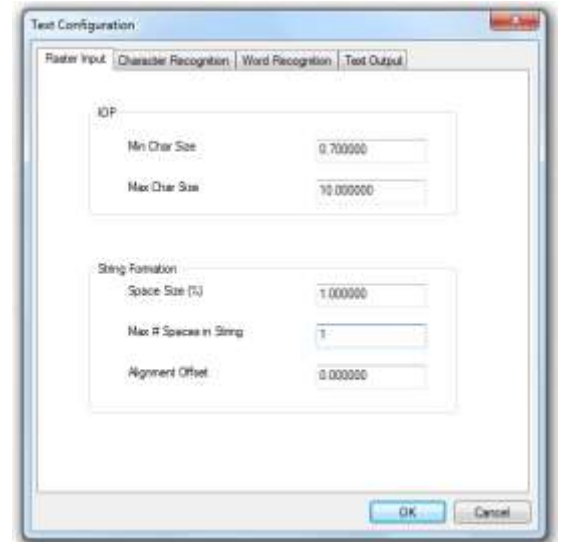 Text Configuration
Raster Input Character Recognition Word Recognition Text Output
IOP
Min Char Size 0.700000
Max Char Size 10.000000
String Formation
Space Size (%) 1.000000
Max # Spaces in String 1
Alignment Offset 0.000000
OK Cancel